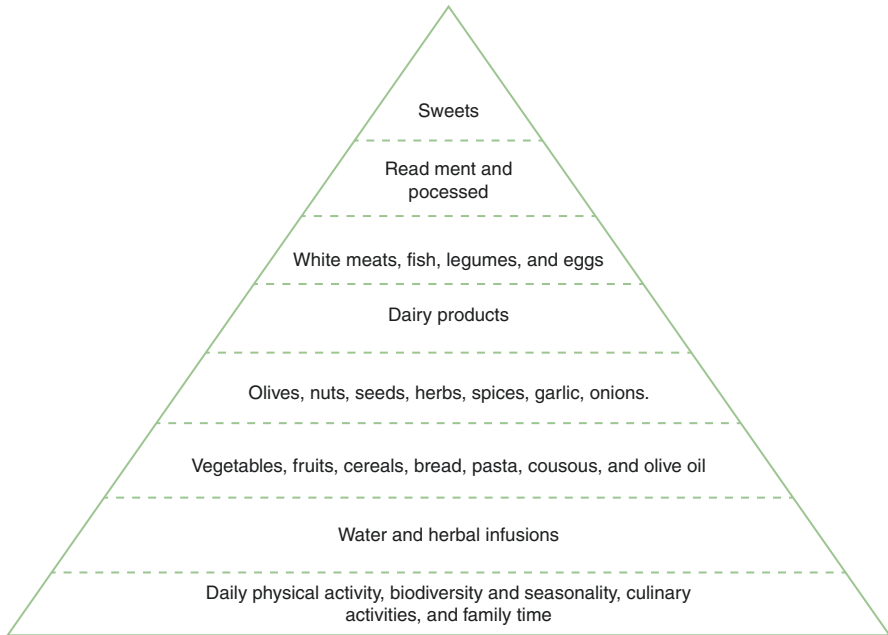 Sweets
Read ment and
pocessed
White meats, fish, legumes, and eggs
Dairy products
Olives, nuts, seeds, herbs, spices, garlic, onions.
Vegetables, fruits, cereals, bread, pasta, cousous, and olive oil
Water and herbal infusions
Daily physical activity, biodiversity and seasonality, culinary
activities, and family time